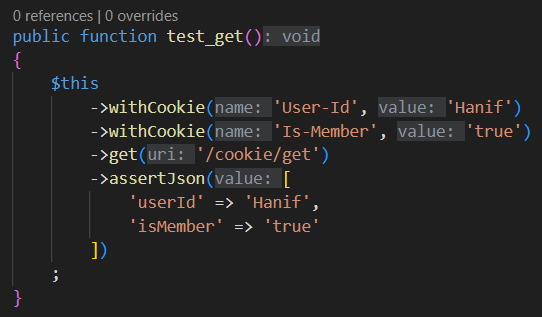 0 references | 0 overrides
public function test_get(): void
{
    $this
        ->withCookie(name: 'User-Id', value: 'Hanif')
        ->withCookie(name: 'Is-Member', value: 'true')
        ->get(uri: '/cookie/get')
        ->assertJson(value: [
            'userId' => 'Hanif',
            'isMember' => 'true'
        ])
    ;
}